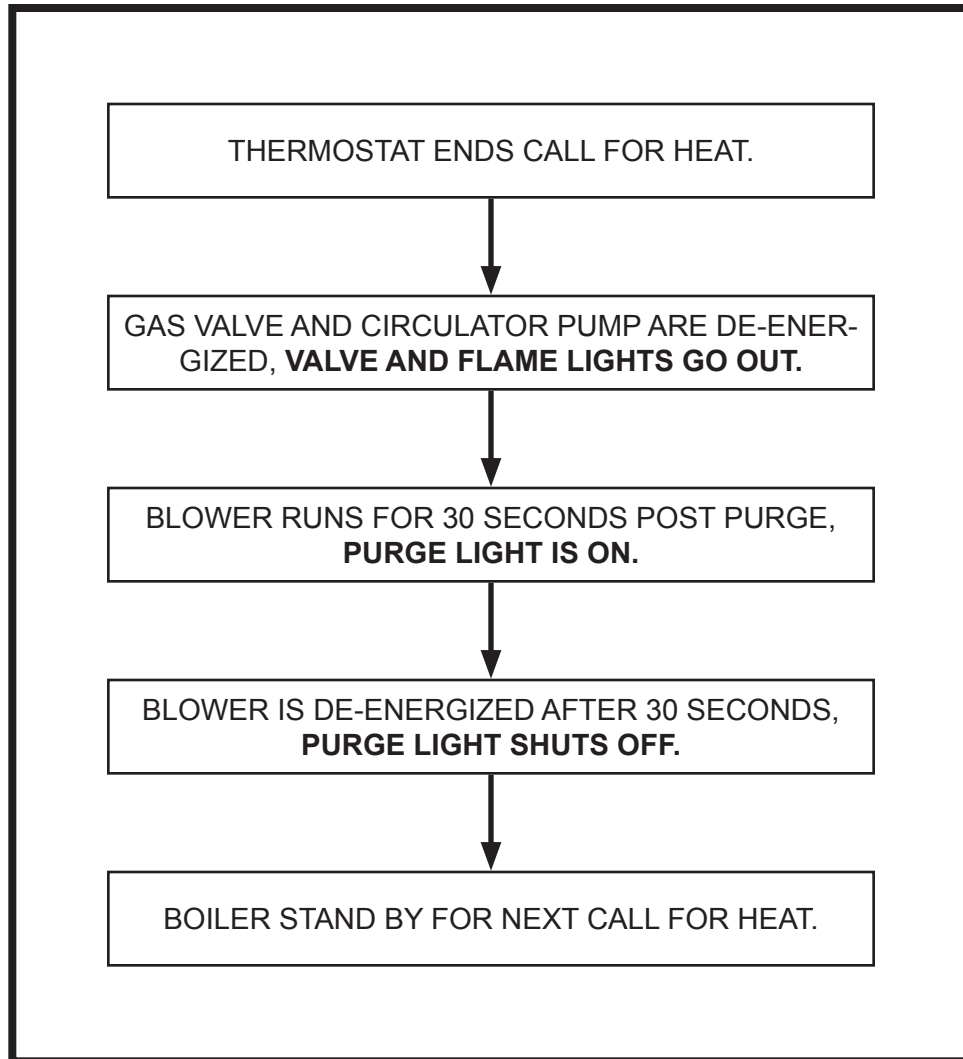 THERMOSTAT ENDS CALL FOR HEAT.
GAS VALVE AND CIRCULATOR PUMP ARE DE-ENER-
GIZED, VALVE AND FLAME LIGHTS GO OUT.
BLOWER RUNS FOR 30 SECONDS POST PURGE,
PURGE LIGHT IS ON.
BLOWER IS DE-ENERGIZED AFTER 30 SECONDS,
PURGE LIGHT SHUTS OFF.
BOILER STAND BY FOR NEXT CALL FOR HEAT.